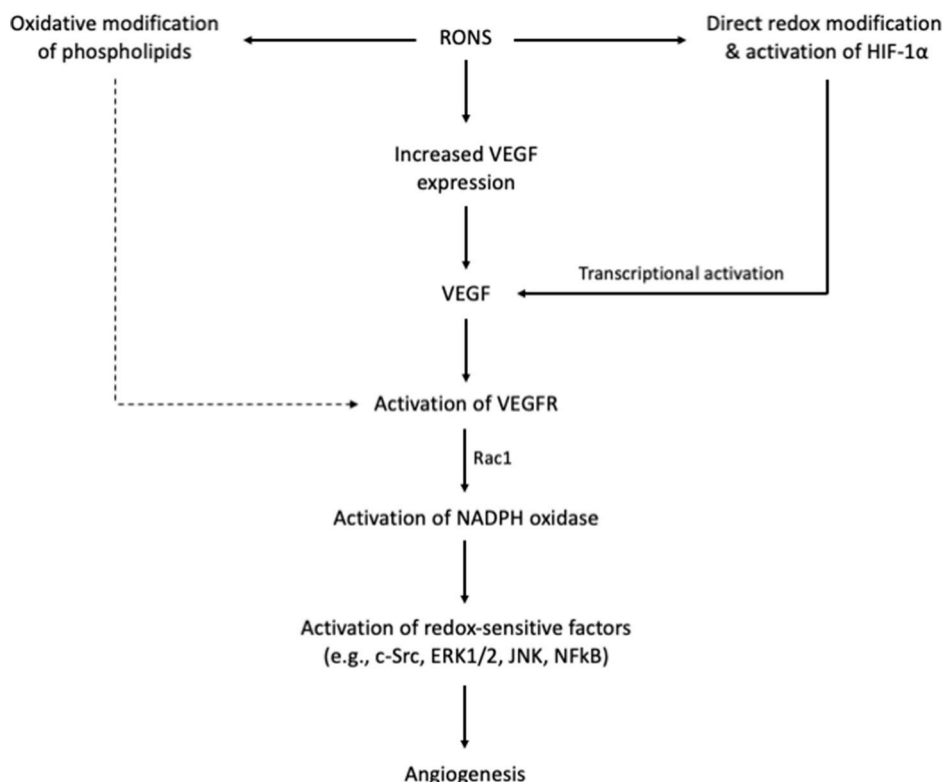 Oxidative modification
of phospholipids
RONS
Direct redox modification
& activation of HIF-1α
Increased VEGF
expression
Transcriptional activation
VEGF
Activation of VEGFR
Rac1
Activation of NADPH oxidase
Activation of redox-sensitive factors
(e.g., c-Src, ERK1/2, JNK, NFkB)
Angiogenesis